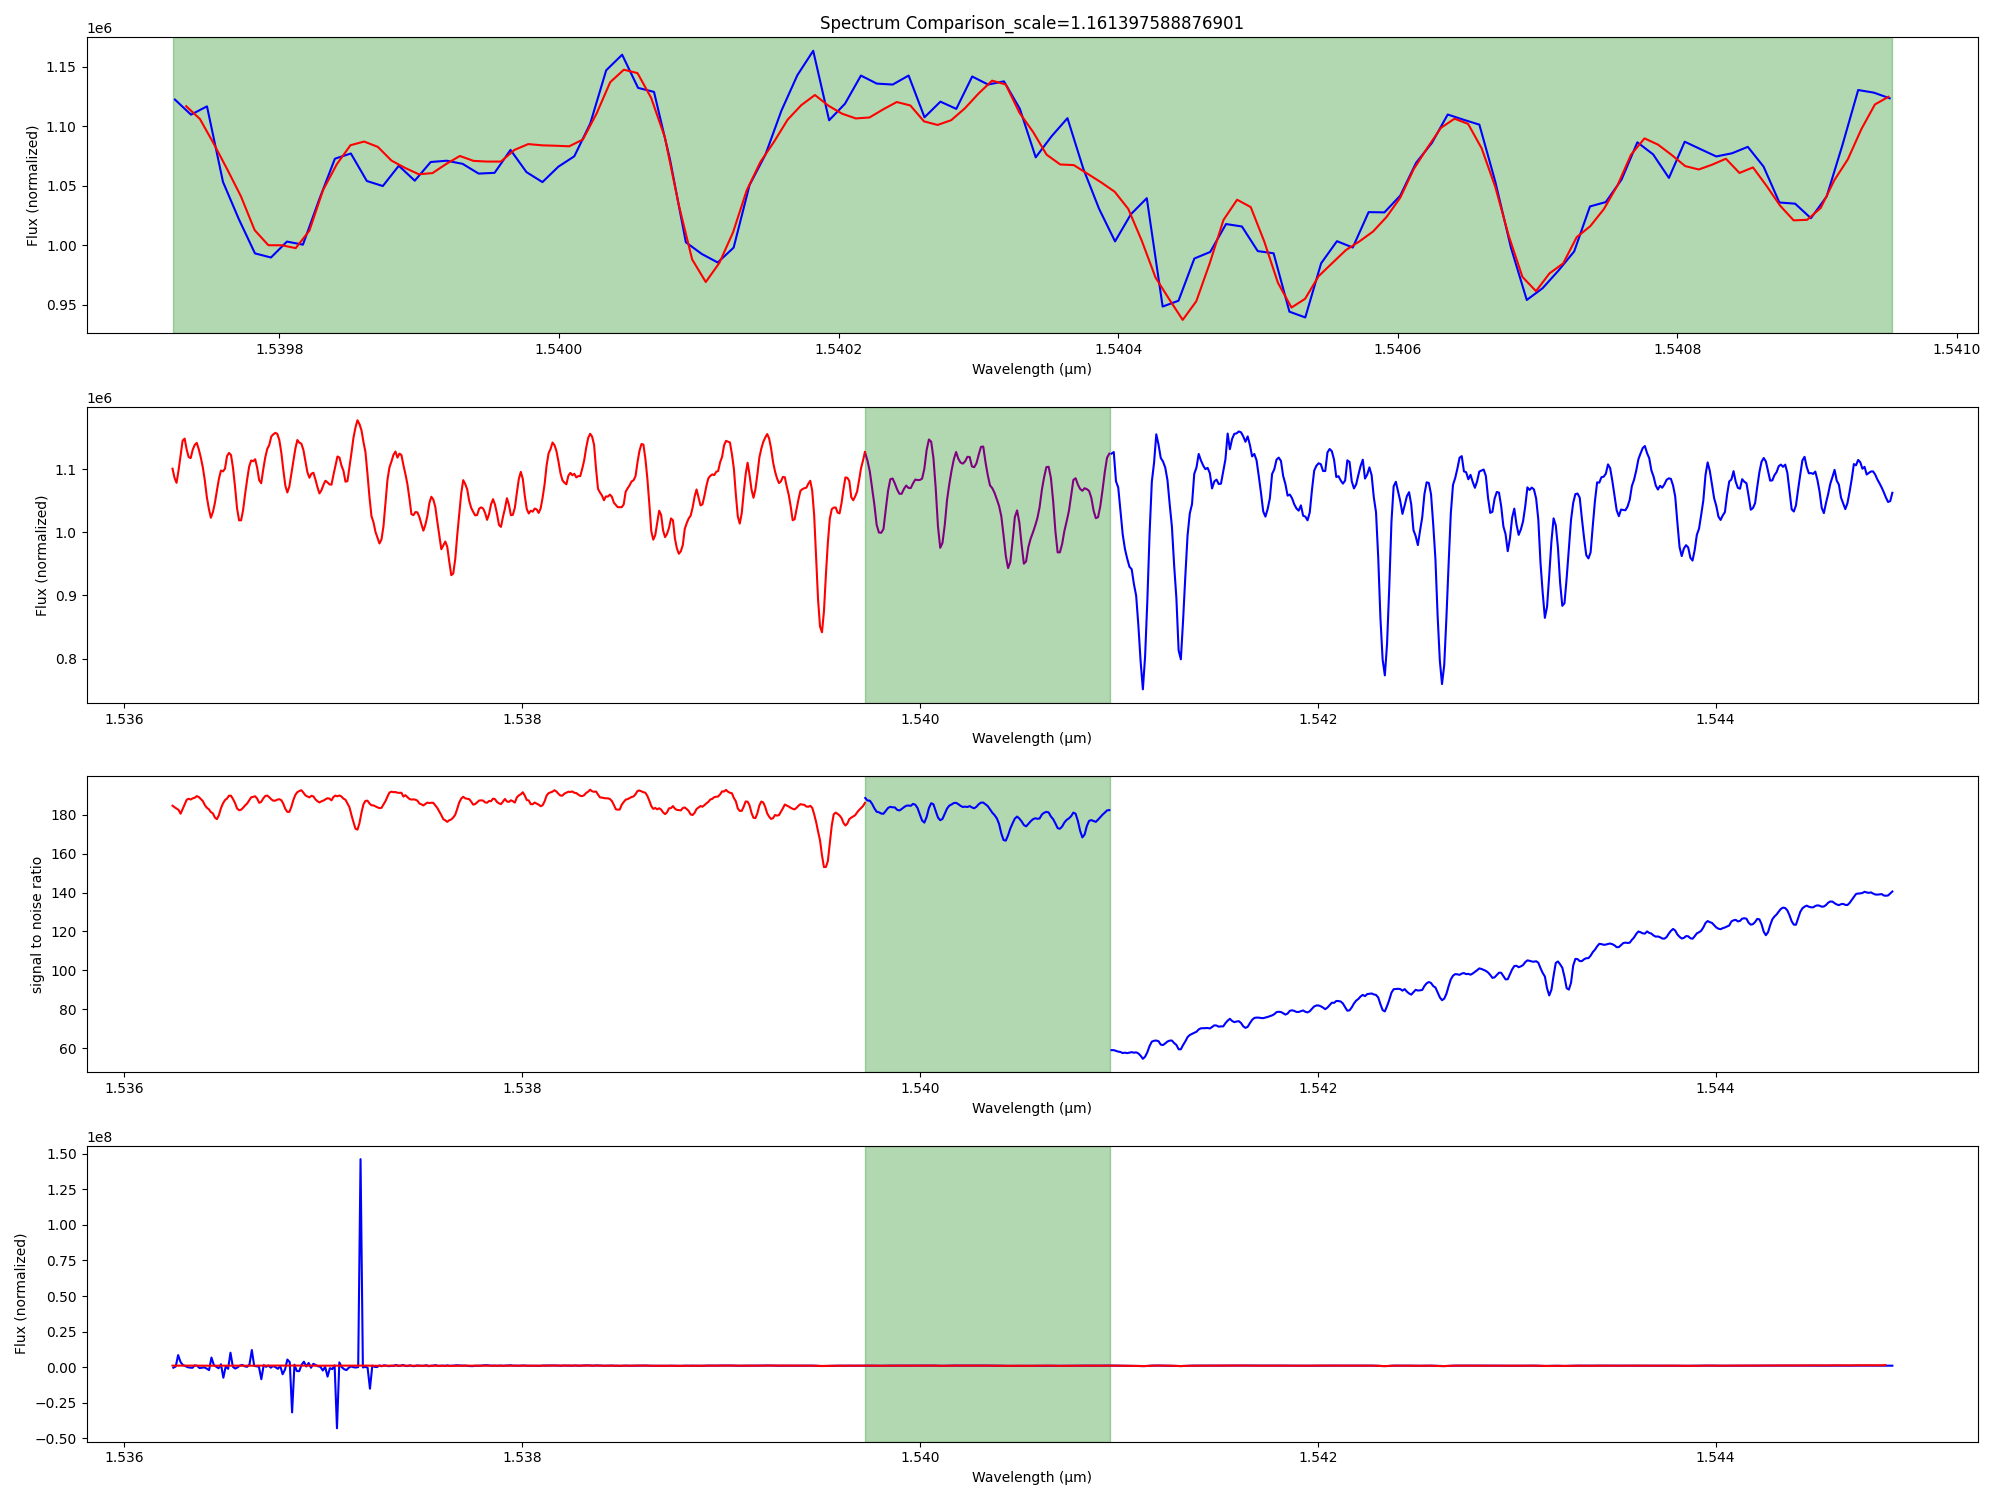 Spectrum Comparison_scale=1.161397588876901
1e6
1.15
1.10
1.05
1.00
0.95
Flux (normalized)
1.5398 1.5400 1.5402 1.5404 1.5406 1.5408 1.5410
Wavelength (μm)
1e6
1.1
1.0
0.9
0.8
Flux (normalized)
1.536 1.538 1.540 1.542 1.544
Wavelength (μm)
180
160
140
120
100
80
60
signal to noise ratio
1.536 1.538 1.540 1.542 1.544
Wavelength (μm)
1e8
1.50
1.25
1.00
0.75
0.50
0.25
0.00
−0.25
−0.50
Flux (normalized)
1.536 1.538 1.540 1.542 1.544
Wavelength (μm)